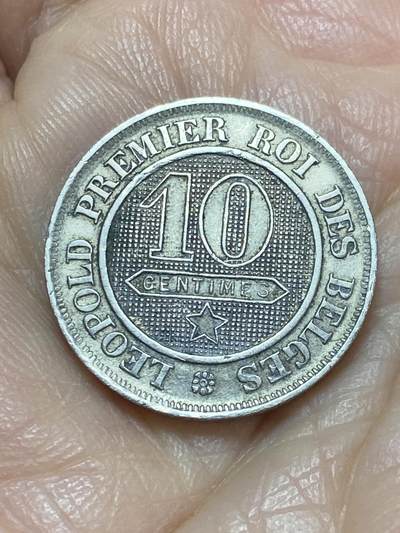 LEOPOLD PREMIER ROI DES BELGES
10
CENTIMES